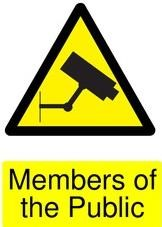 Members of
the Public